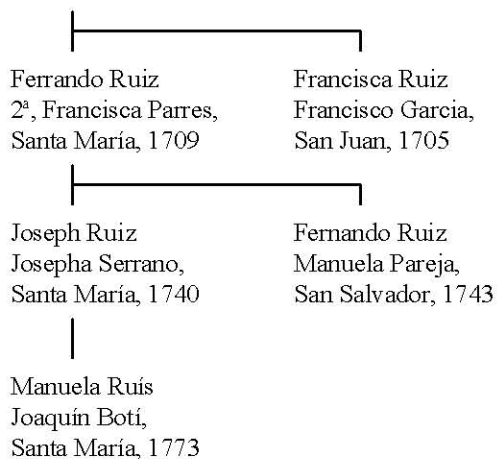 Ferrando Ruiz
2ª, Francisca Parres,
Santa María, 1709
Francisca Ruiz
Francisco Garcia,
San Juan, 1705
Joseph Ruiz
Josepha Serrano,
Santa María, 1740
Fernando Ruiz
Manuela Pareja,
San Salvador, 1743
Manuela Ruís
Joaquín Botí,
Santa María, 1773